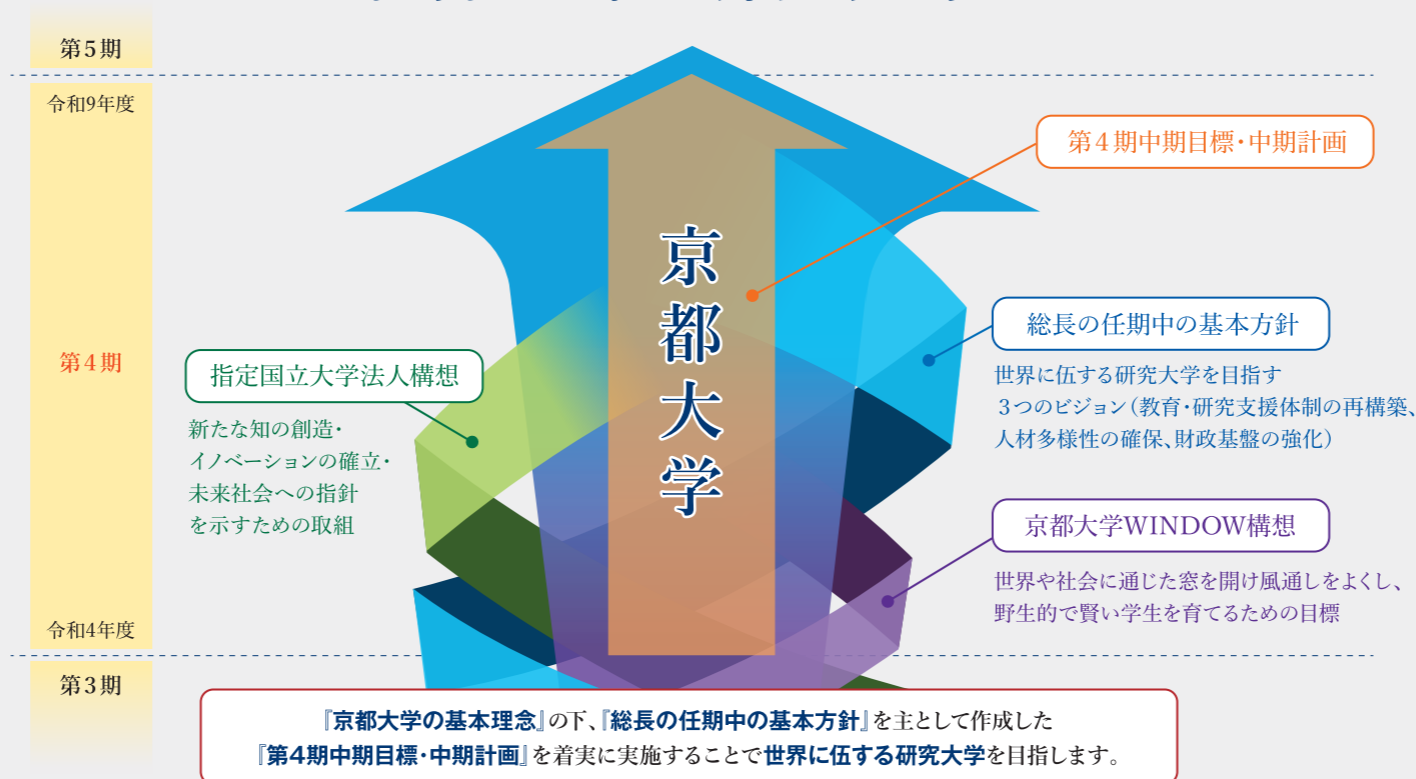 第5期
令和9年度
第4期中期目標・中期計画
京都大学
総長の任期中の基本方針
世界に伍する研究大学を目指す
3つのビジョン（教育・研究支援体制の再構築、
人材多様性の確保、財政基盤の強化）
第4期
指定国立大学法人構想
新たな知の創造・
イノベーションの確立・
未来社会への指針
を示すための取組
京都大学WINDOW構想
世界や社会に通じた窓を開け風通しをよくし、
野生的で賢い学生を育てるための目標
令和4年度
第3期
『京都大学の基本理念』の下、『総長の任期中の基本方針』を主として作成した
『第4期中期目標・中期計画』を着実に実施することで世界に伍する研究大学を目指します。